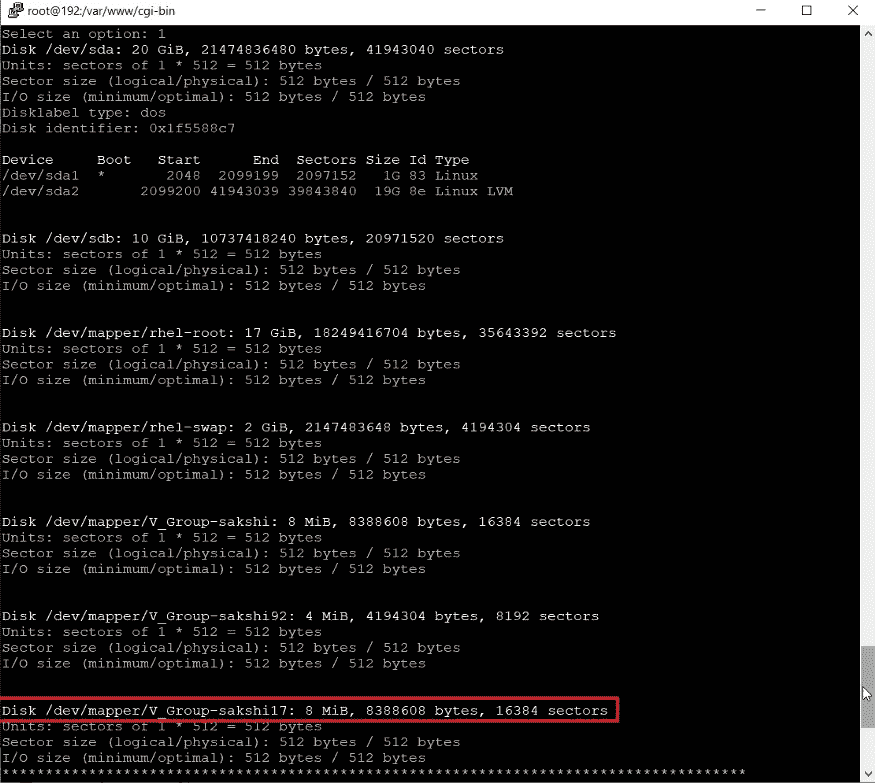 root@192:/var/www/cgi-bin
Select an option: 1
Disk /dev/sda: 20 GiB, 21474836480 bytes, 41943040 sectors
Units: sectors of 1 * 512 = 512 bytes
Sector size (logical/physical): 512 bytes / 512 bytes
I/O size (minimum/optimal): 512 bytes / 512 bytes
Disklabel type: dos
Disk identifier: 0x1f5588c7
Device     Boot   Start      End  Sectors Size Id Type
/dev/sda1  *       2048  2099199  2097152   1G 83 Linux
/dev/sda2       2099200 41943039 39843840  19G 8e Linux LVM
Disk /dev/sdb: 10 GiB, 10737418240 bytes, 20971520 sectors
Units: sectors of 1 * 512 = 512 bytes
Sector size (logical/physical): 512 bytes / 512 bytes
I/O size (minimum/optimal): 512 bytes / 512 bytes
Disk /dev/mapper/rhel-root: 17 GiB, 18249416704 bytes, 35643392 sectors
Units: sectors of 1 * 512 = 512 bytes
Sector size (logical/physical): 512 bytes / 512 bytes
I/O size (minimum/optimal): 512 bytes / 512 bytes
Disk /dev/mapper/rhel-swap: 2 GiB, 2147483648 bytes, 4194304 sectors
Units: sectors of 1 * 512 = 512 bytes
Sector size (logical/physical): 512 bytes / 512 bytes
I/O size (minimum/optimal): 512 bytes / 512 bytes
Disk /dev/mapper/V_Group-sakshi: 8 MiB, 8388608 bytes, 16384 sectors
Units: sectors of 1 * 512 = 512 bytes
Sector size (logical/physical): 512 bytes / 512 bytes
I/O size (minimum/optimal): 512 bytes / 512 bytes
Disk /dev/mapper/V_Group-sakshi92: 4 MiB, 4194304 bytes, 8192 sectors
Units: sectors of 1 * 512 = 512 bytes
Sector size (logical/physical): 512 bytes / 512 bytes
I/O size (minimum/optimal): 512 bytes / 512 bytes
Disk /dev/mapper/V_Group-sakshi17: 8 MiB, 8388608 bytes, 16384 sectors
Units: sectors of 1 * 512 = 512 bytes
Sector size (logical/physical): 512 bytes / 512 bytes
I/O size (minimum/optimal): 512 bytes / 512 bytes
**************************************************************************************